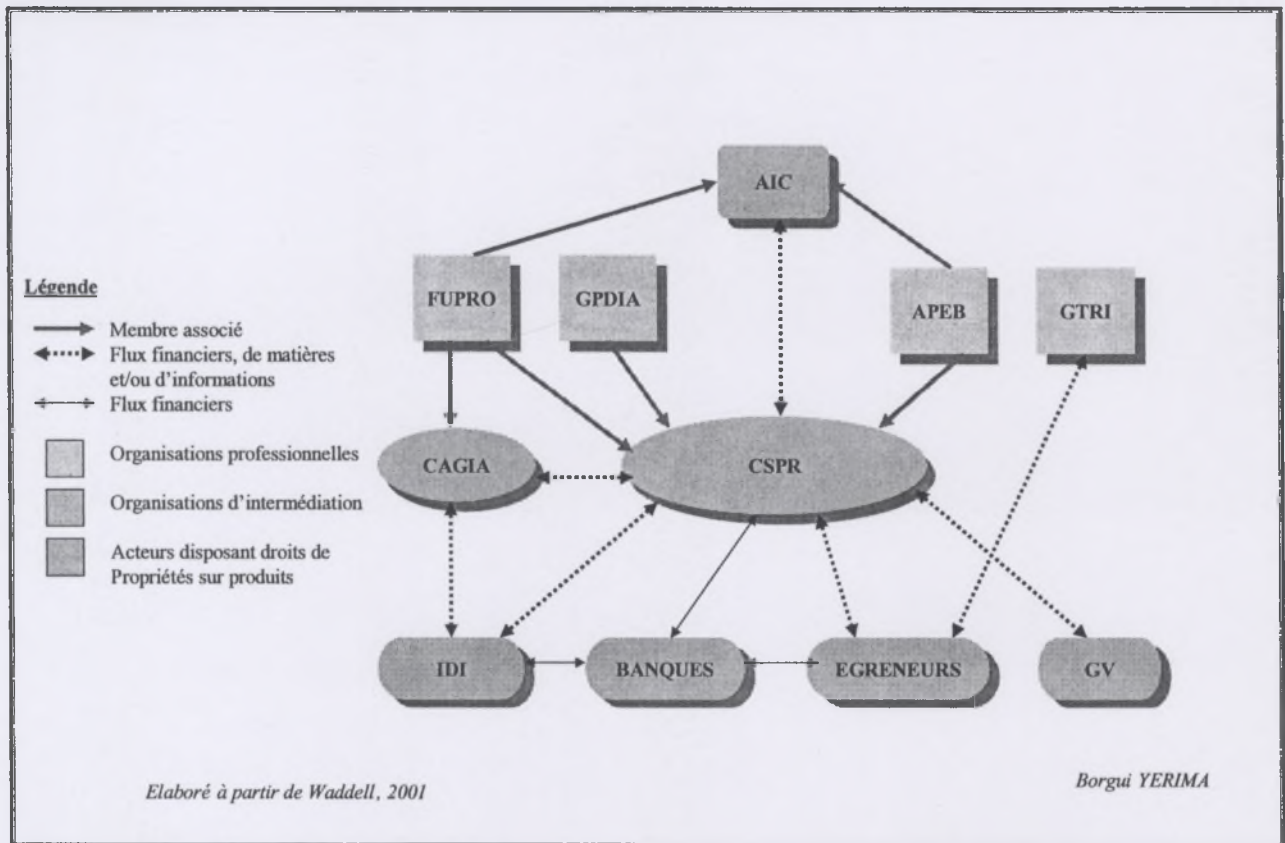 AIC
FUPRO
GPDIA
APEB
GTRI
Légende
Membre associé
Flux financiers, de matières
et/ou d'informations
Flux financiers
Organisations professionnelles
Organisations d'intermédiation
Acteurs disposant droits de
Propriétés sur produits
CAGIA
CSPR
IDI
BANQUES
EGRENEURS
GV
Elaboré à partir de Waddell, 2001
Borgui YERIMA